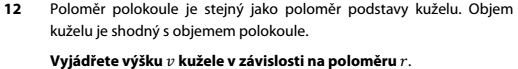 12 Poloměr polokoule je stejný jako poloměr podstavy kuželu. Objem
kuželu je shodný s objemem polokoule.
Vyjádřete výšku v kužele v závislosti na poloměru r.